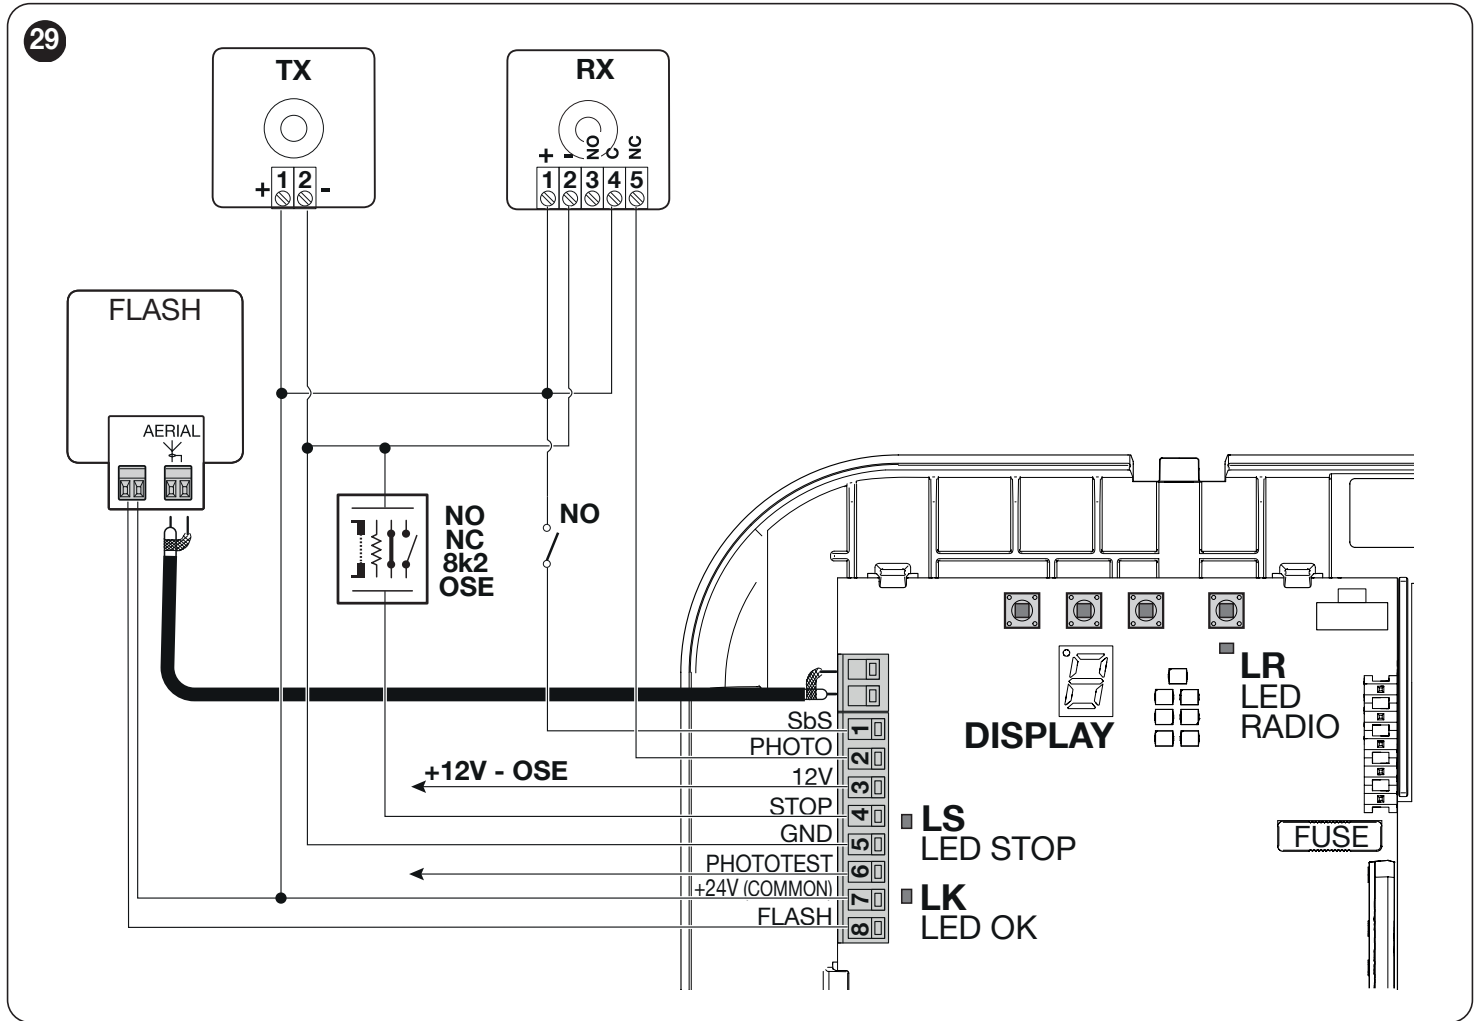 29
TX
+ 1 2 -
RX
+ - NO C NC
1 2 3 4 5
FLASH
AERIAL
NO
NC
8k2
OSE
NO
SbS 1
PHOTO 2
+12V - OSE
12V 3
STOP 4
GND 5
PHOTOTEST 6
+24V (COMMON) 7
FLASH 8
DISPLAY
LR
LED
RADIO
LS
LED STOP
LK
LED OK
FUSE